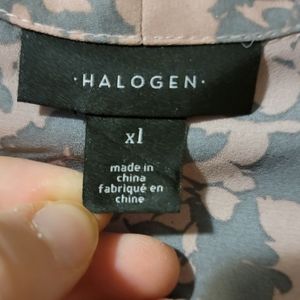 ·HALOGEN·
xl
made in
china
fabriqué en
chine